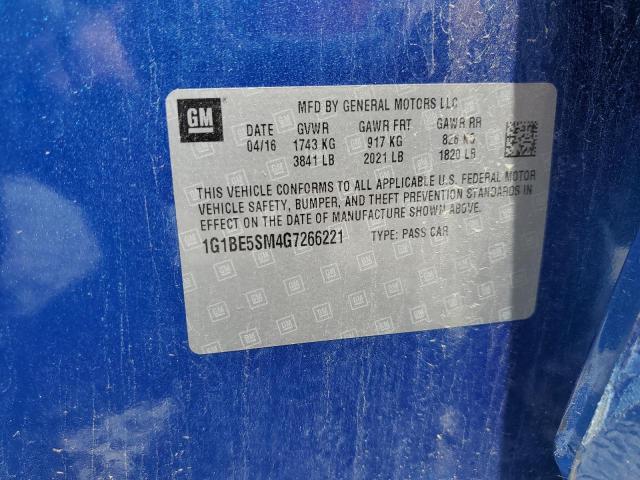 GM
MFD BY GENERAL MOTORS LLC
DATE GVWR GAWR FRT GAWR RR
04/16 1743 KG 917 KG 826 KG
3841 LB 2021 LB 1820 LB
THIS VEHICLE CONFORMS TO ALL APPLICABLE U.S. FEDERAL MOTOR
VEHICLE SAFETY, BUMPER, AND THEFT PREVENTION STANDARDS IN
EFFECT ON THE DATE OF MANUFACTURE SHOWN ABOVE.
1G1BE5SM4G7266221 TYPE: PASS CAR